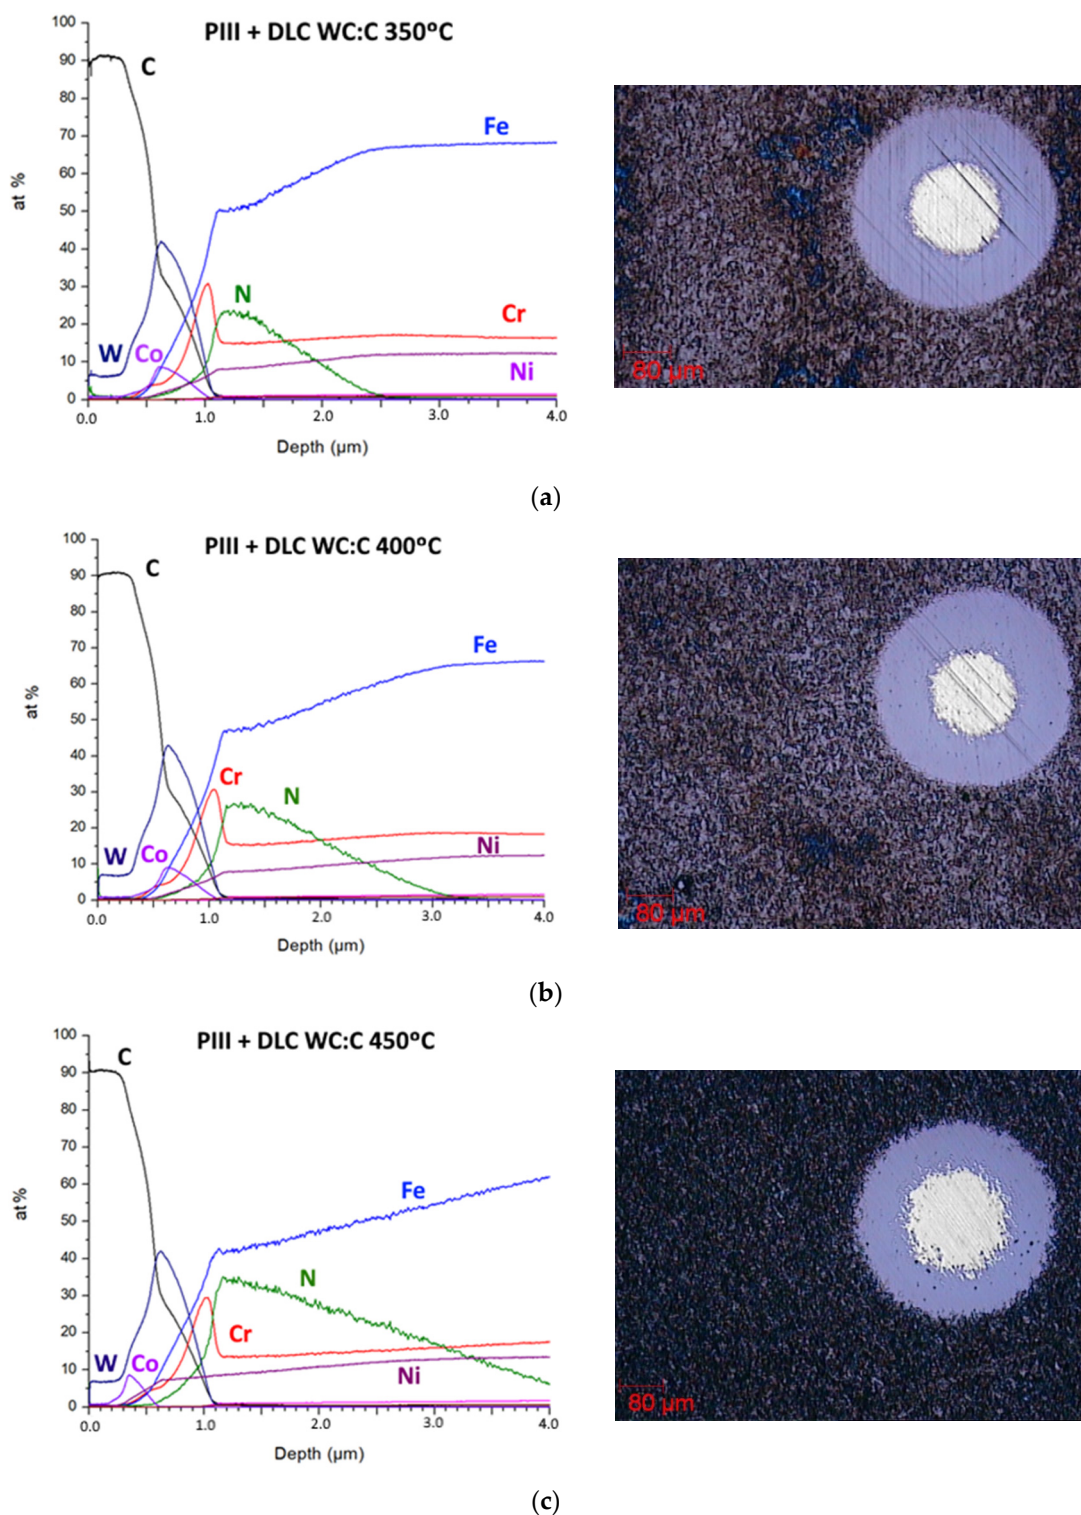 PIII + DLC WC:C 350ºC
100
90
80
70
60
50
40
30
20
10
0
at %
C
Fe
N
Cr
W
Co
Ni
0.0
1.0
2.0
3.0
4.0
Depth (µm)
80 µm
(a)
PIII + DLC WC:C 400ºC
100
90
80
70
60
50
40
30
20
10
0
at %
C
Fe
Cr
N
W
Co
Ni
0.0
1.0
2.0
3.0
4.0
Depth (µm)
80 µm
(b)
PIII + DLC WC:C 450ºC
100
90
80
70
60
50
40
30
20
10
0
at %
C
Fe
N
Cr
W
Co
Ni
0.0
1.0
2.0
3.0
4.0
Depth (µm)
80 µm
(c)